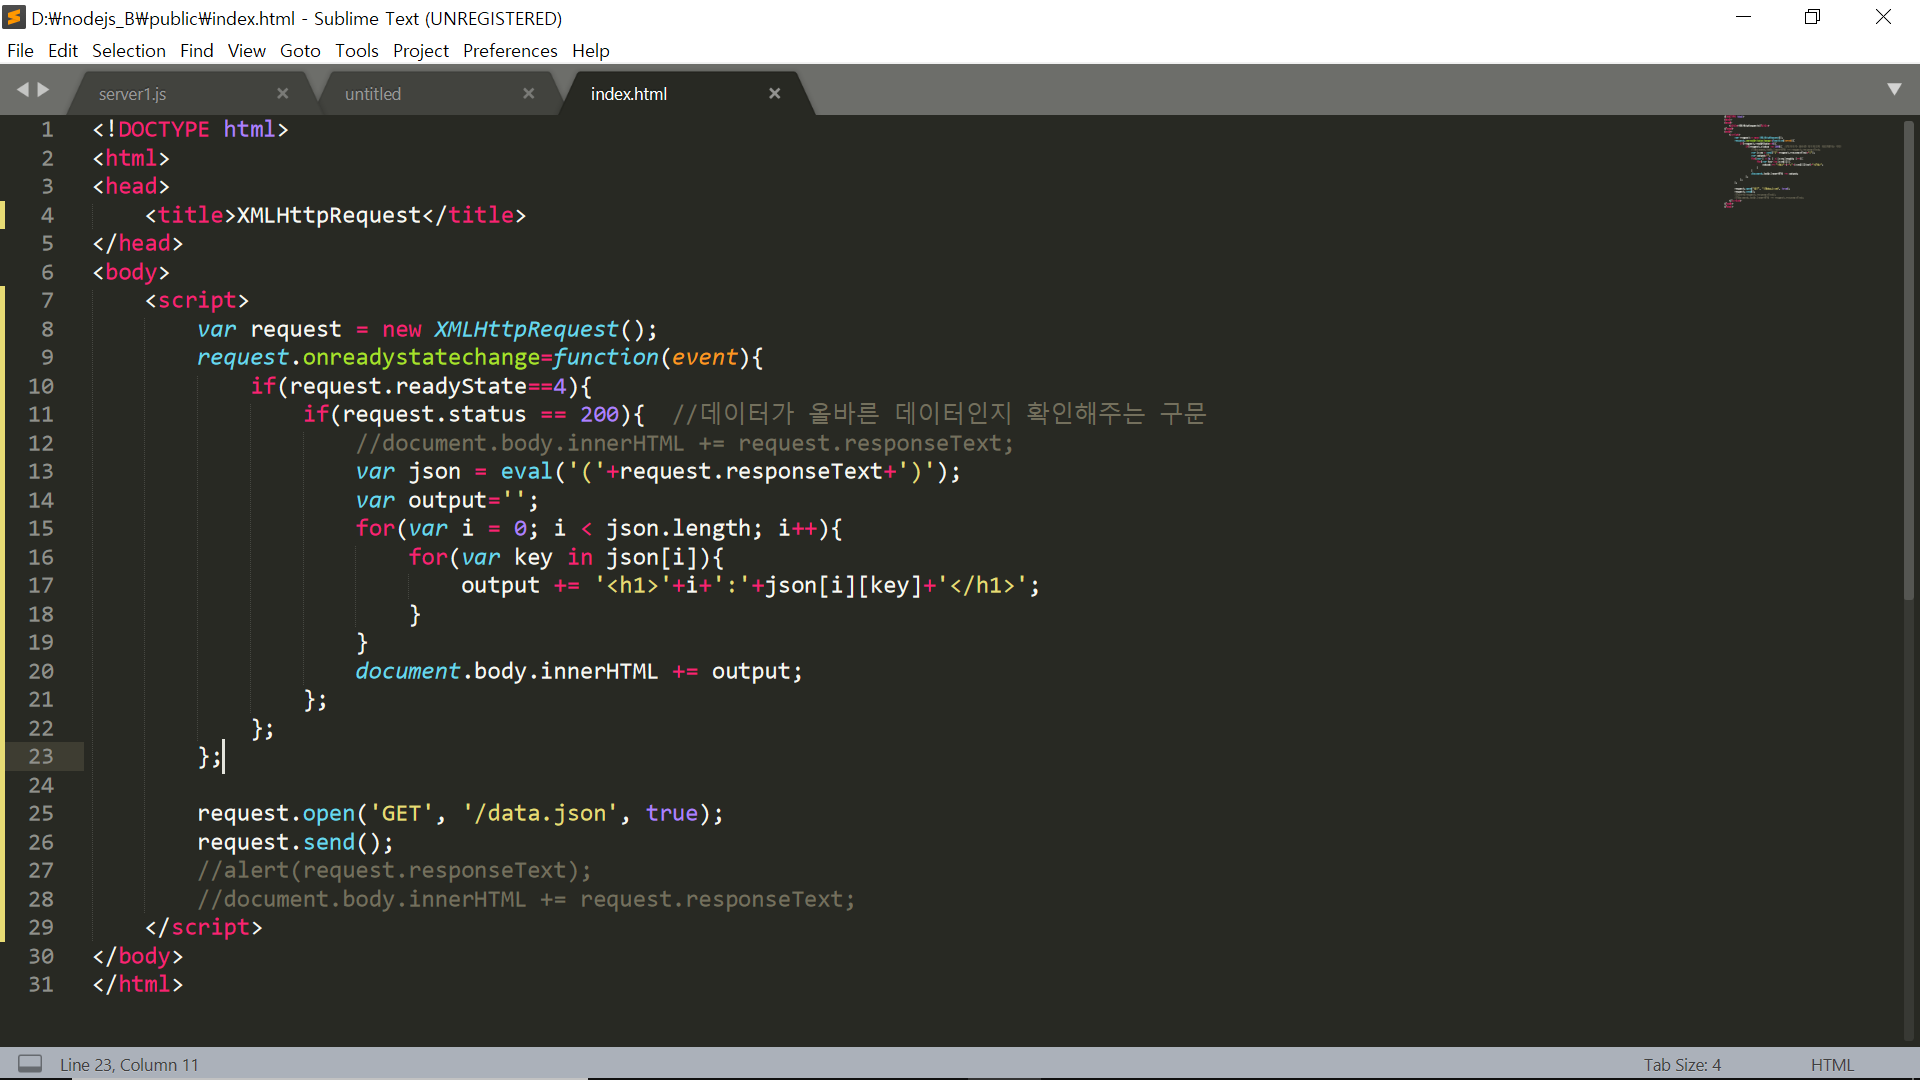 D:₩nodejs_B₩public₩index.html - Sublime Text (UNREGISTERED)
File Edit Selection Find View Goto Tools Project Preferences Help
server1.js untitled index.html
1 <!DOCTYPE html>
2 <html>
3 <head>
4 <title>XMLHttpRequest</title>
5 </head>
6 <body>
7 <script>
8 var request = new XMLHttpRequest();
9 request.onreadystatechange=function(event){
10 if(request.readyState==4){
11 if(request.status == 200){ //데이터가 올바른 데이터인지 확인해주는 구문
12 //document.body.innerHTML += request.responseText;
13 var json = eval('('+request.responseText+')');
14 var output='';
15 for(var i = 0; i < json.length; i++){
16 for(var key in json[i]){
17 output += '<h1>'+i+':'+json[i][key]+'</h1>';
18 }
19 }
20 document.body.innerHTML += output;
21 };
22 };
23 };
24
25 request.open('GET', '/data.json', true);
26 request.send();
27 //alert(request.responseText);
28 //document.body.innerHTML += request.responseText;
29 </script>
30 </body>
31 </html>
Line 23, Column 11 Tab Size: 4 HTML